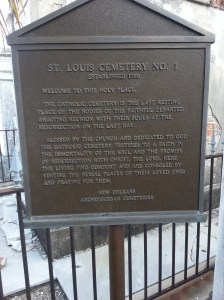 ST. LOUIS CEMETERY NO. 1
ESTABLISHED 1789
WELCOME TO THIS HOLY PLACE.
THE CATHOLIC CEMETERY IS THE LAST RESTING
PLACE OF THE BODIES OF THE FAITHFUL DEPARTED
AWAITING REUNION WITH THEIR SOULS AT THE
RESURRECTION ON THE LAST DAY.
BLESSED BY THE CHURCH AND DEDICATED TO GOD
THE CATHOLIC CEMETERY TESTIFIES TO A FAITH IN
THE IMMORTALITY OF THE SOUL AND THE PROMISE
OF RESURRECTION WITH CHRIST, THE LORD. HERE
THE LIVING FIND COMFORT AND ARE CONSOLED BY
VISITING THE BURIAL PLACES OF THEIR LOVED ONES
AND PRAYING FOR THEM.
NEW ORLEANS
ARCHDIOCESAN CEMETERIES